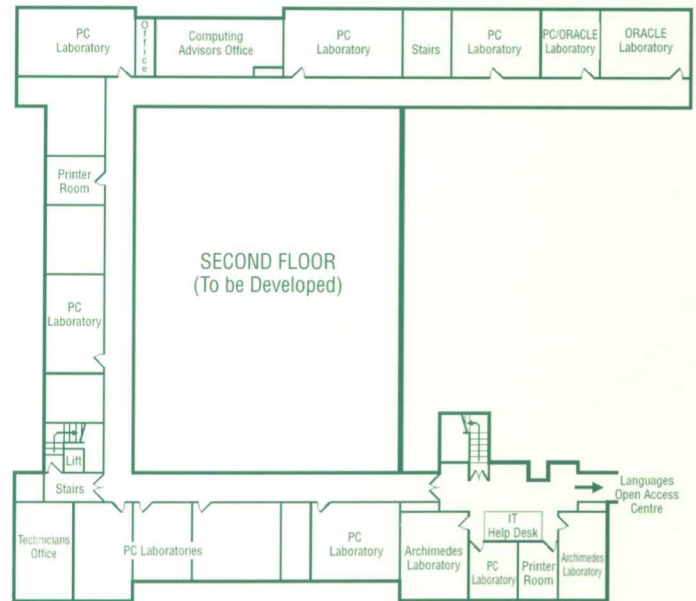 PC
Laboratory
Office
Computing
Advisors Office
PC
Laboratory
Stairs
PC
Laboratory
PC/ORACLE
Laboratory
ORACLE
Laboratory
Printer
Room
SECOND FLOOR
(To be Developed)
PC
Laboratory
Lift
Stairs
Languages
Open Access
Centre
Technicians
Office
PC Laboratories
PC
Laboratory
Archimedes
Laboratory
IT
Help Desk
PC
Laboratory
Printer
Room
Archimedes
Laboratory